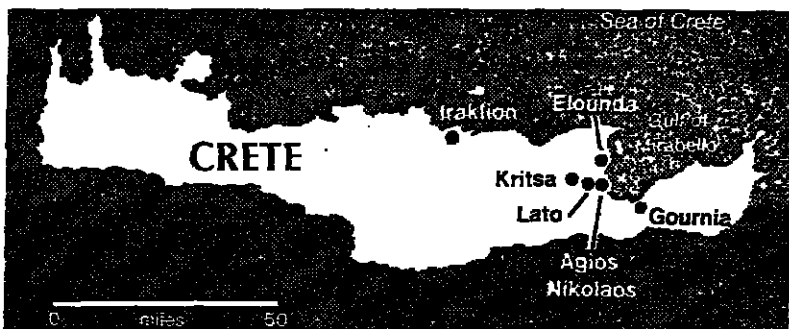 Sea of Crete
Iraklion
Elounda
Gulf of
Mirabello
CRETE
Kritsa
Lato
Gournia
Agios
Nikolaos
0 miles 50